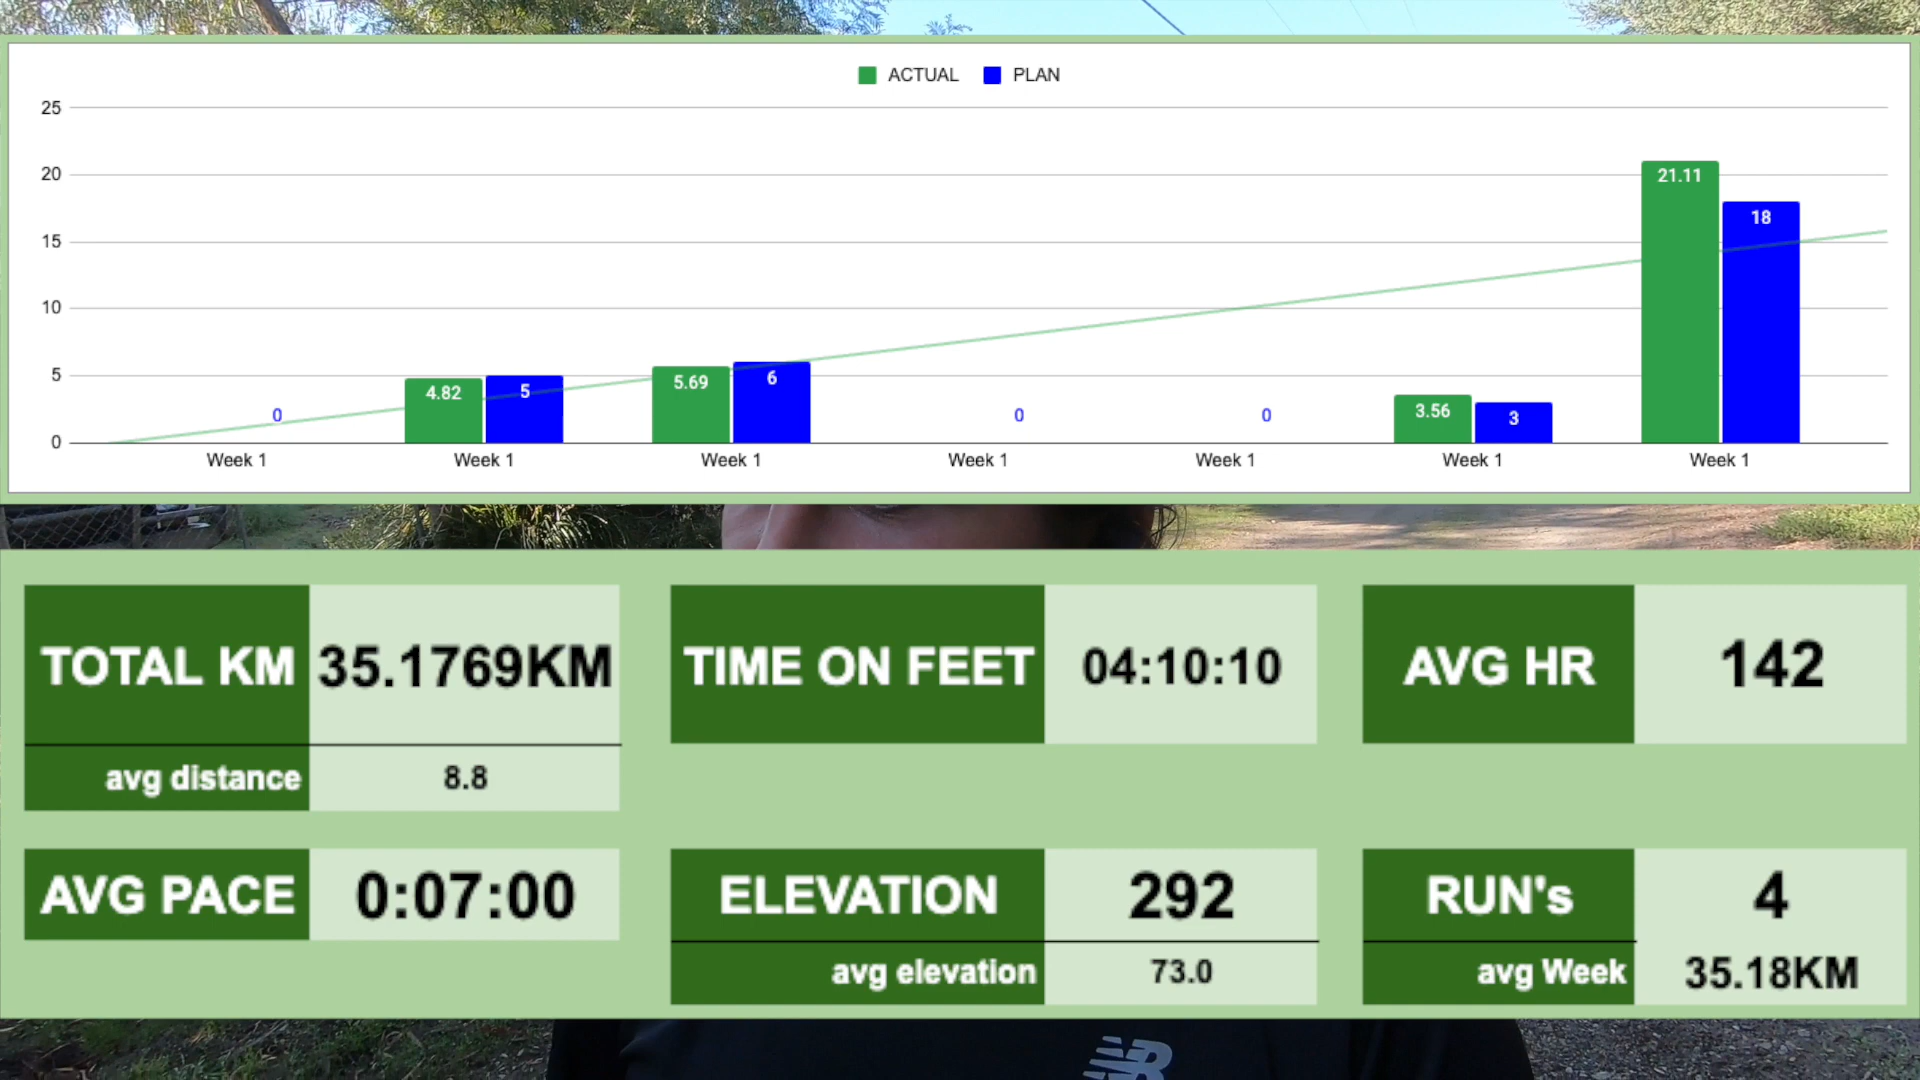 ACTUAL PLAN
25
20
15
10
5
0
21.11
18
4.82
5
5.69
6
3.56
3
0
0
0
Week 1 Week 1 Week 1 Week 1 Week 1 Week 1 Week 1
TOTAL KM 35.1769KM
avg distance 8.8
TIME ON FEET 04:10:10
AVG HR 142
AVG PACE 0:07:00
ELEVATION 292
avg elevation 73.0
RUN's 4
avg Week 35.18KM
NB